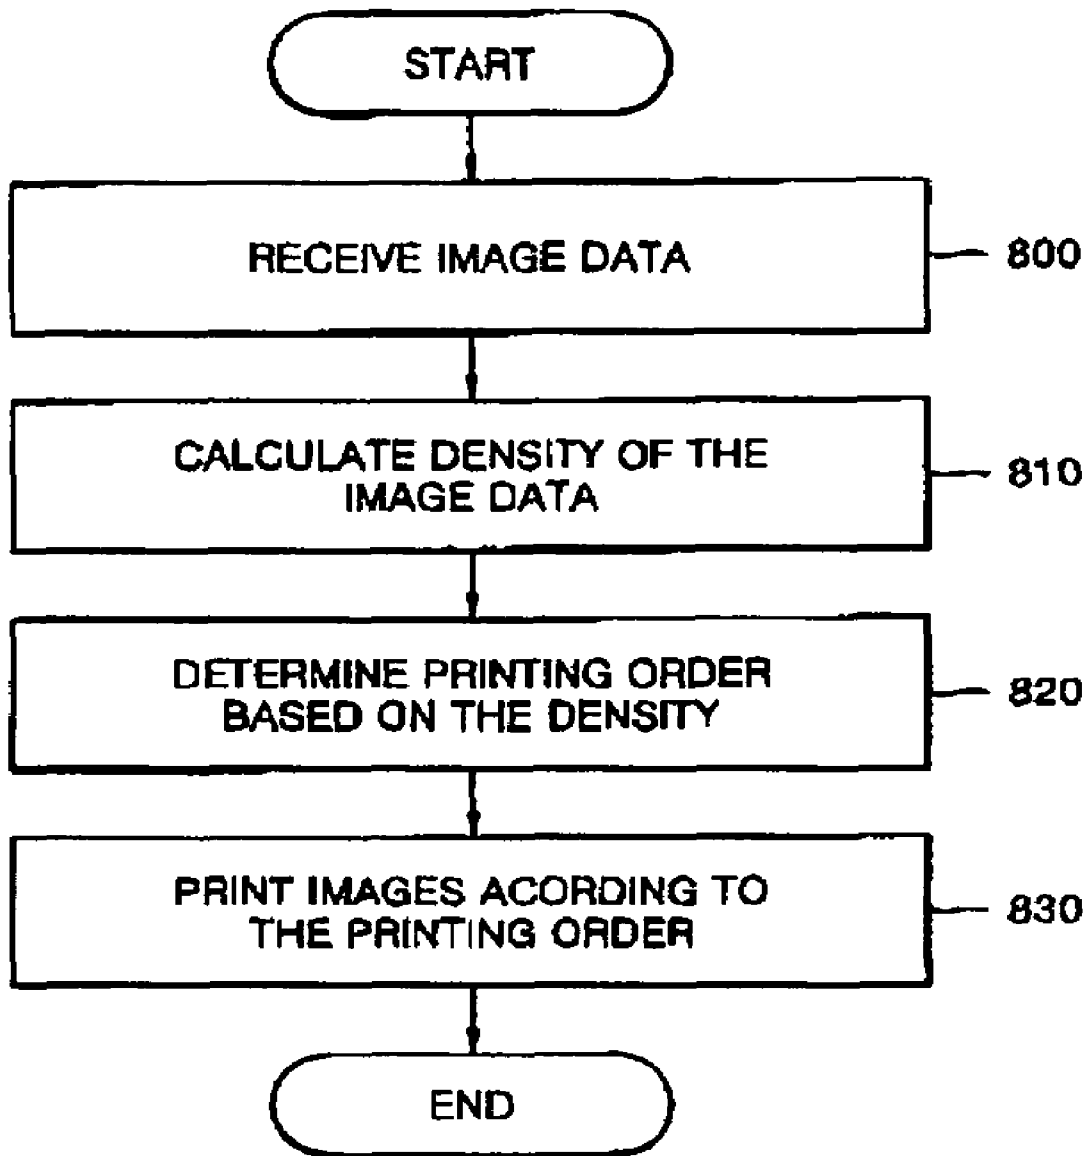 START
RECEIVE IMAGE DATA
800
CALCULATE DENSITY OF THE
IMAGE DATA
810
DETERMINE PRINTING ORDER
BASED ON THE DENSITY
820
PRINT IMAGES ACORDING TO
THE PRINTING ORDER
830
END